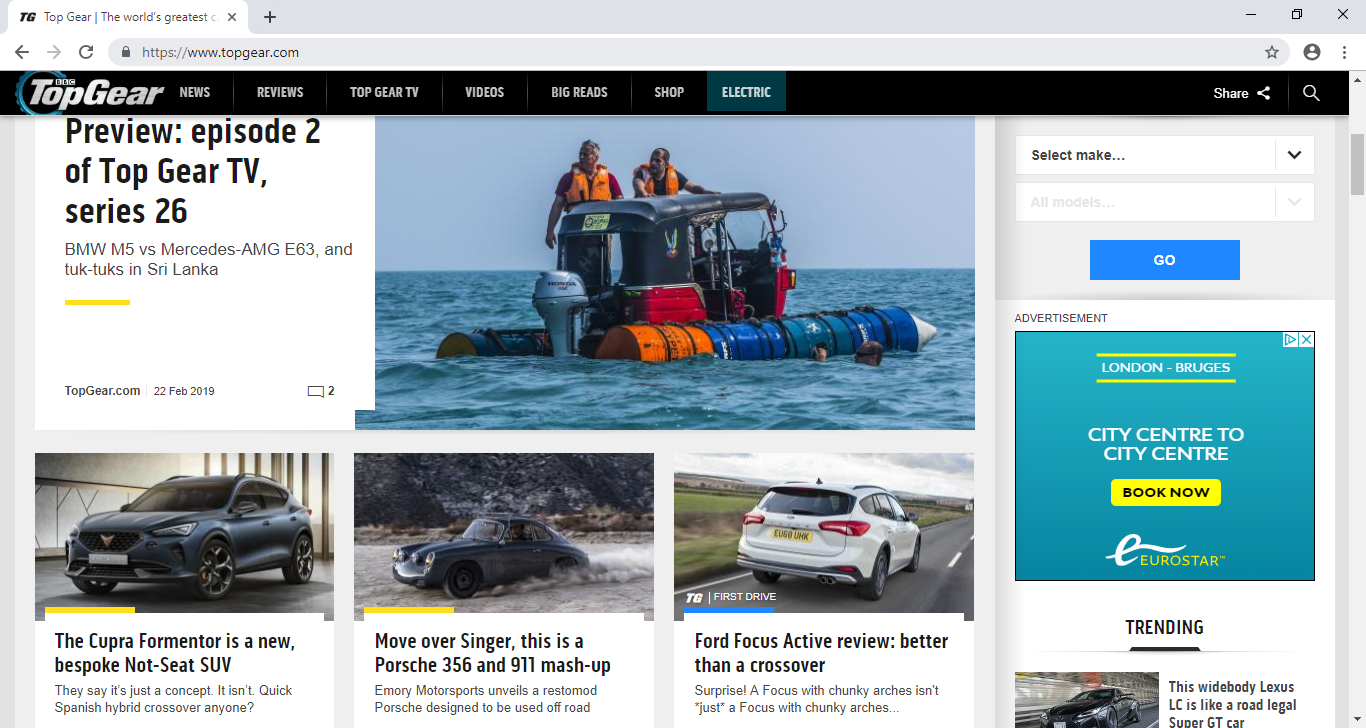 TG Top Gear | The world's greatest c
https://www.topgear.com
BBC
TopGear
NEWS
REVIEWS
TOP GEAR TV
VIDEOS
BIG READS
SHOP
ELECTRIC
Share
Preview: episode 2
of Top Gear TV,
series 26
BMW M5 vs Mercedes-AMG E63, and
tuk-tuks in Sri Lanka
TopGear.com
22 Feb 2019
2
HONDA
Select make...
All models...
GO
ADVERTISEMENT
LONDON - BRUGES
CITY CENTRE TO
CITY CENTRE
BOOK NOW
EUROSTAR™
The Cupra Formentor is a new,
bespoke Not-Seat SUV
They say it's just a concept. It isn't. Quick
Spanish hybrid crossover anyone?
Move over Singer, this is a
Porsche 356 and 911 mash-up
Emory Motorsports unveils a restomod
Porsche designed to be used off road
EU68 UHK
TG | FIRST DRIVE
Ford Focus Active review: better
than a crossover
Surprise! A Focus with chunky arches isn't
*just* a Focus with chunky arches...
TRENDING
This widebody Lexus
LC is like a road legal
Super GT car